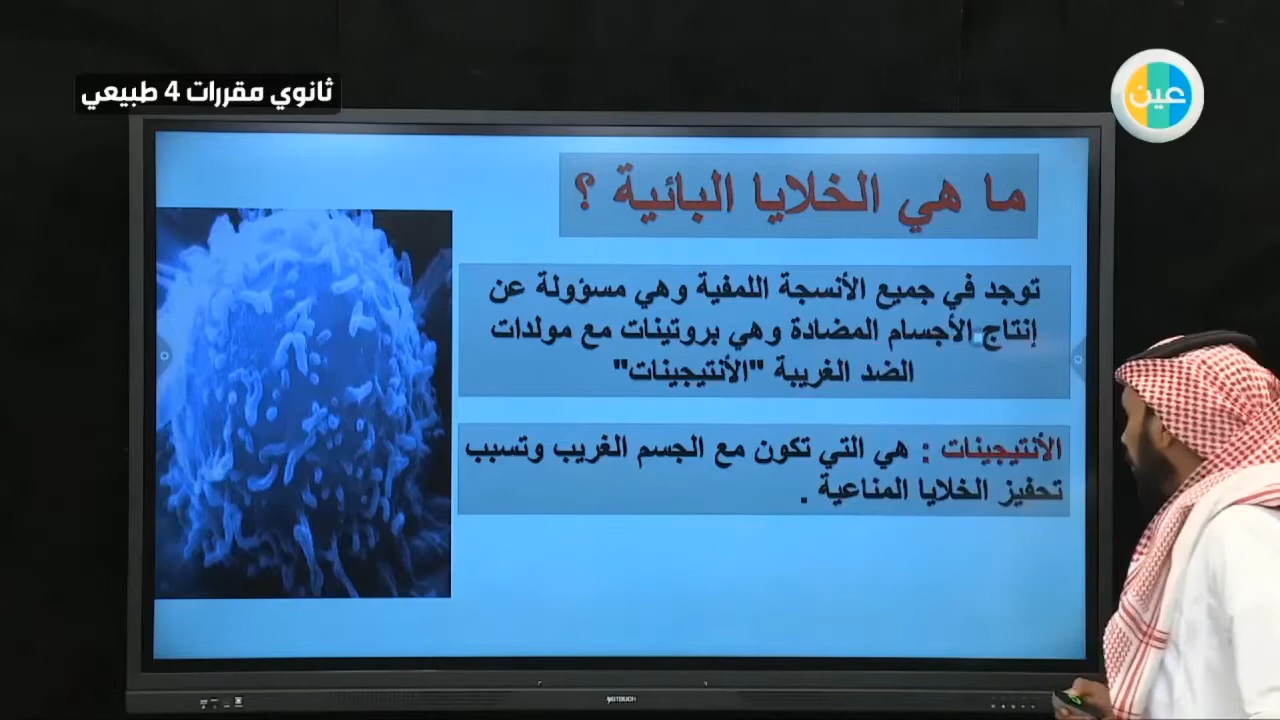 ثانوي مقررات 4 طبيعي
عين
ما هي الخلايا البائية ؟
توجد في جميع الأنسجة اللمفية وهي مسؤولة عن
إنتاج الأجسام المضادة وهي بروتينات مع مولدات
الضد الغريبة "الأنتيجينات"
الأنتيجينات : هي التي تكون مع الجسم الغريب وتسبب
تحفيز الخلايا المناعية .